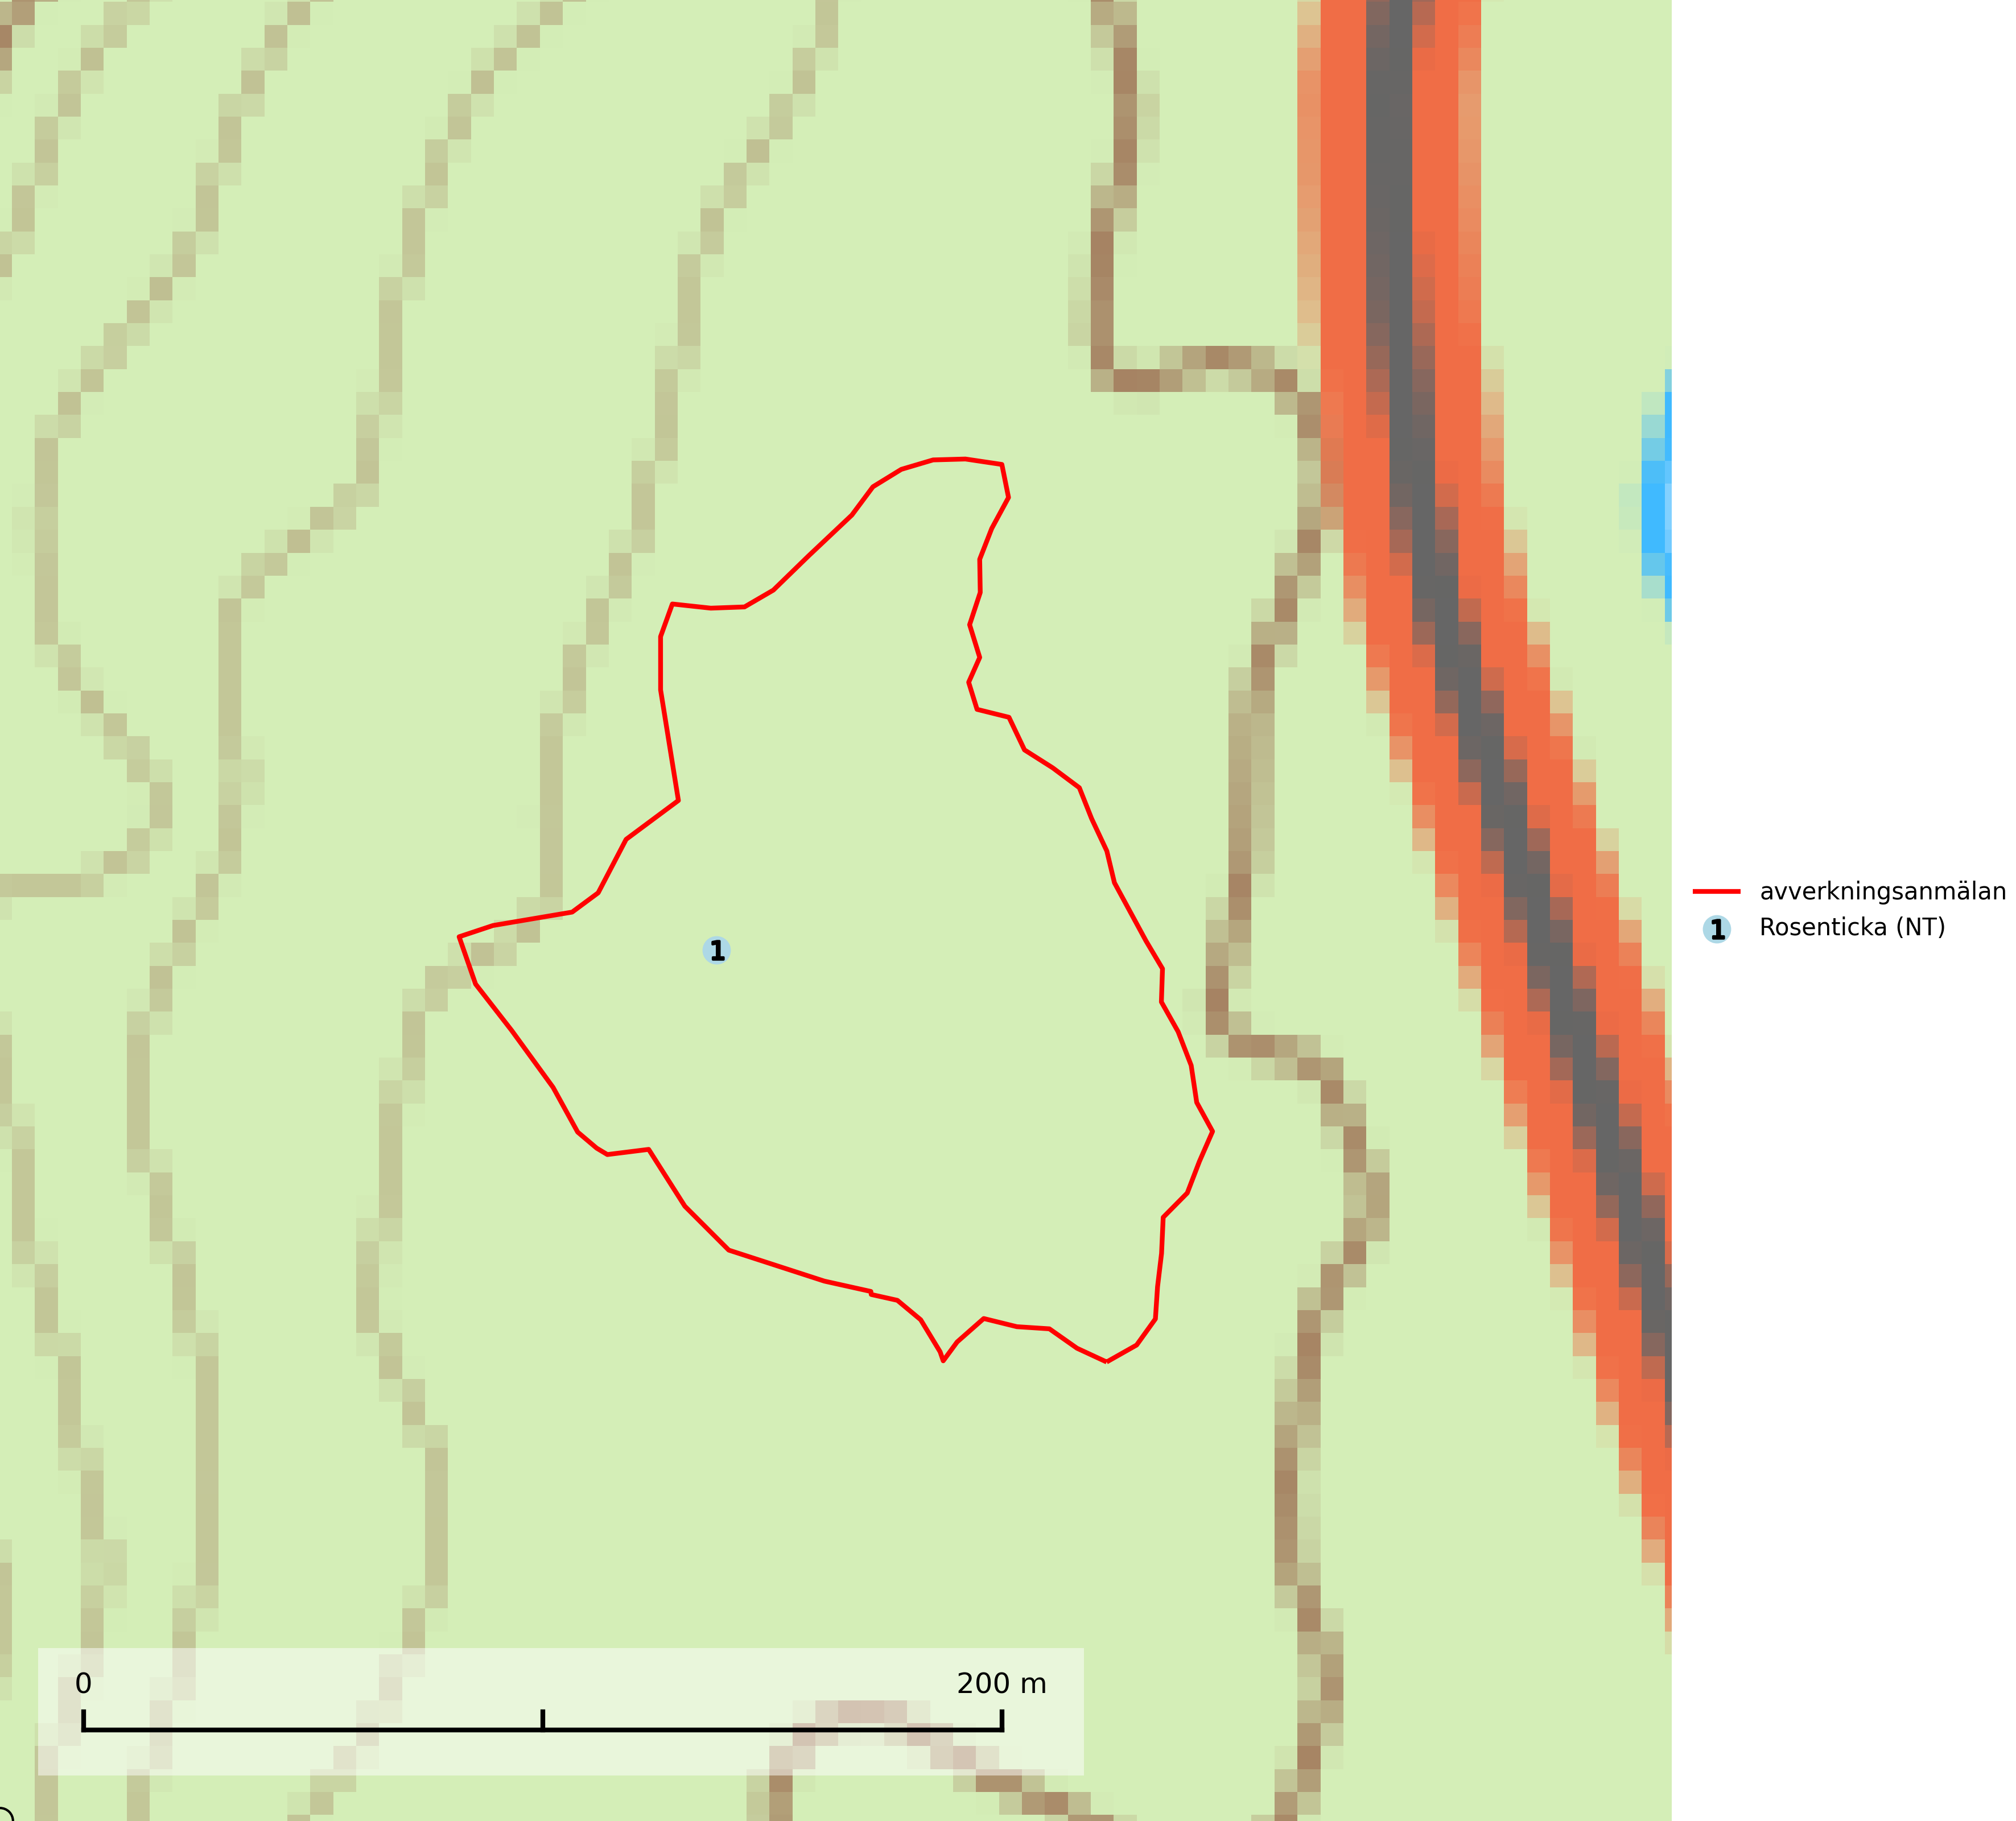 1
avverkningsanmälan
1 Rosenticka (NT)
0 200 m